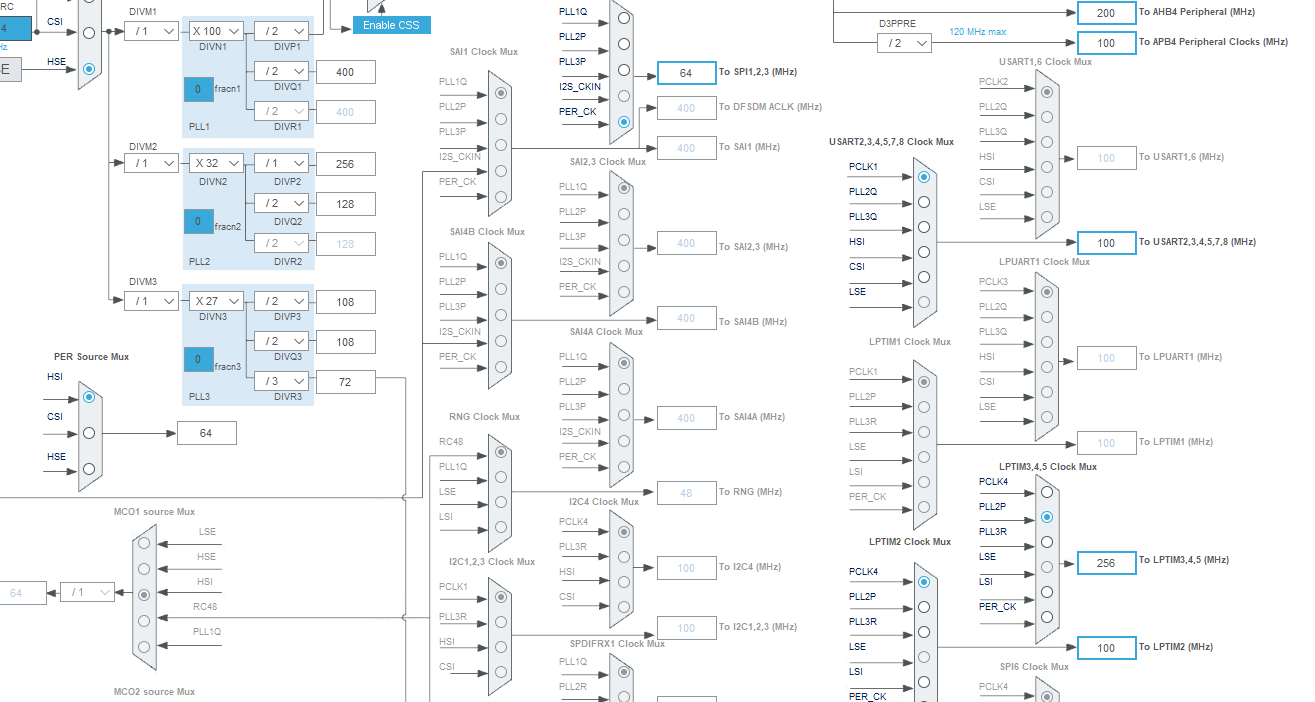 RC
CSI
4
Hz
HSE
SE
DIVM1
/ 1
X 100
/ 2
DIVN1
DIVP1
/ 2
400
DIVQ1
0
fracn1
/ 2
400
PLL1
DIVR1
DIVM2
/ 1
X 32
/ 1
256
DIVN2
DIVP2
/ 2
128
DIVQ2
0
fracn2
/ 2
128
PLL2
DIVR2
DIVM3
/ 1
X 27
/ 2
108
DIVN3
DIVP3
/ 2
108
DIVQ3
0
fracn3
/ 3
72
PLL3
DIVR3
PER Source Mux
HSI
CSI
HSE
64
MCO1 source Mux
LSE
HSE
HSI
RC48
PLL1Q
64
/ 1
MCO2 source Mux
Enable CSS
SAI1 Clock Mux
PLL1Q
PLL2P
PLL3P
I2S_CKIN
PER_CK
400
To DFSDM ACLK (MHz)
400
To SAI1 (MHz)
SAI4B Clock Mux
PLL1Q
PLL2P
PLL3P
I2S_CKIN
PER_CK
400
To SAI4B (MHz)
RNG Clock Mux
RC48
PLL1Q
LSE
LSI
48
To RNG (MHz)
I2C1,2,3 Clock Mux
PCLK1
PLL3R
HSI
CSI
100
To I2C1,2,3 (MHz)
PLL1Q
PLL2P
PLL3P
I2S_CKIN
PER_CK
64
To SPI1,2,3 (MHz)
SAI2,3 Clock Mux
PLL1Q
PLL2P
PLL3P
I2S_CKIN
PER_CK
400
To SAI2,3 (MHz)
SAI4A Clock Mux
PLL1Q
PLL2P
PLL3P
I2S_CKIN
PER_CK
400
To SAI4A (MHz)
I2C4 Clock Mux
PCLK4
PLL3R
HSI
CSI
100
To I2C4 (MHz)
SPDIFRX1 Clock Mux
PLL1Q
PLL2R
200
To AHB4 Peripheral (MHz)
D3PPRE
/ 2
120 MHz max
100
To APB4 Peripheral Clocks (MHz)
USART2,3,4,5,7,8 Clock Mux
PCLK1
PLL2Q
PLL3Q
HSI
CSI
LSE
100
To USART2,3,4,5,7,8 (MHz)
LPTIM1 Clock Mux
PCLK1
PLL2P
PLL3R
LSE
LSI
PER_CK
100
To LPTIM1 (MHz)
LPTIM2 Clock Mux
PCLK4
PLL2P
PLL3R
LSE
LSI
PER_CK
100
To LPTIM2 (MHz)
USART1,6 Clock Mux
PCLK2
PLL2Q
PLL3Q
HSI
CSI
LSE
100
To USART1,6 (MHz)
LPUART1 Clock Mux
PCLK3
PLL2Q
PLL3Q
HSI
CSI
LSE
100
To LPUART1 (MHz)
LPTIM3,4,5 Clock Mux
PCLK4
PLL2P
PLL3R
LSE
LSI
PER_CK
256
To LPTIM3,4,5 (MHz)
SPI6 Clock Mux
PCLK4